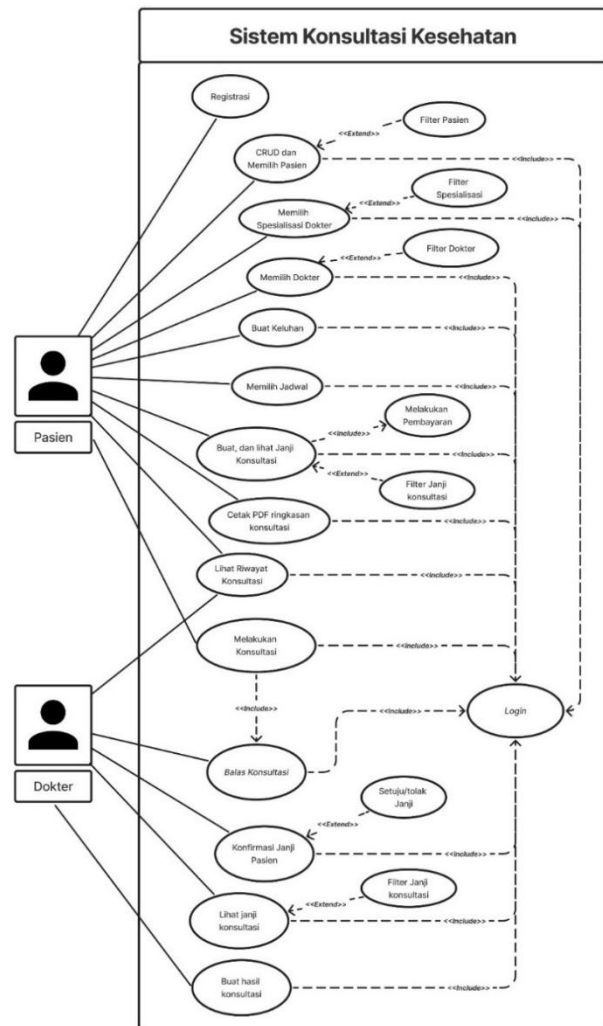 Sistem Konsultasi Kesehatan
Registrasi
Filter Pasien
<<Extend>>
CRUD dan
Memilih Pasien
<<Include>>
Filter
Spesialisasi
<<Extend>>
Memilih
Spesialisasi Dokter
<<Include>>
Filter Dokter
<<Extend>>
Memilih Dokter
<<Include>>
Buat Keluhan
<<Include>>
Memilih Jadwal
<<Include>>
Pasien
Melakukan
Pembayaran
<<Include>>
Buat, dan lihat Janji
Konsultasi
<<Include>>
<<Extend>>
Filter Janji
konsultasi
Cetak PDF ringkasan
konsultasi
<<Include>>
Lihat Riwayat
Konsultasi
<<Include>>
Melakukan
Konsultasi
<<Include>>
<<Include>>
Login
<<Include>>
Balas Konsultasi
Dokter
Setuju/tolak
Janji
<<Extend>>
Konfirmasi Janji
Pasien
<<Include>>
Filter Janji
konsultasi
<<Extend>>
Lihat janji
konsultasi
<<Include>>
Buat hasil
konsultasi
<<Include>>